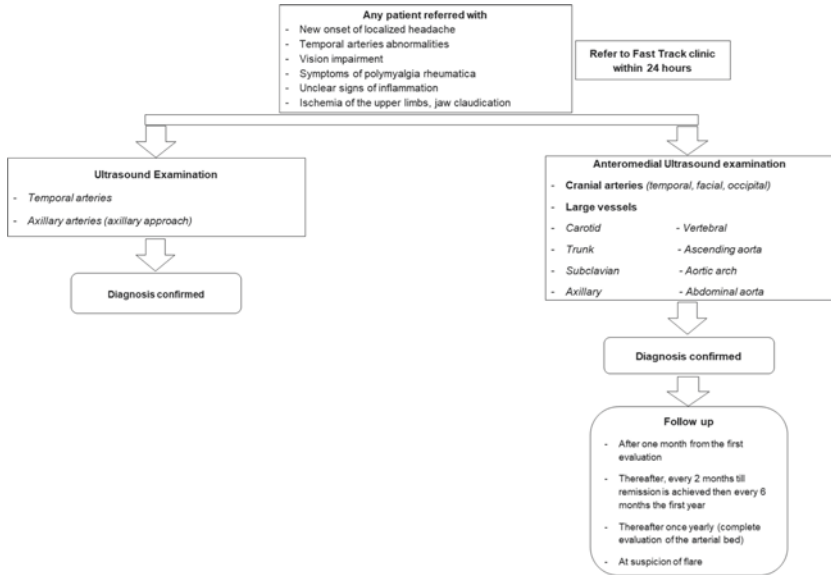 Any patient referred with
- New onset of localized headache
- Temporal arteries abnormalities
- Vision impairment
- Symptoms of polymyalgia rheumatica
- Unclear signs of inflammation
- Ischemia of the upper limbs, jaw claudication
Refer to Fast Track clinic
within 24 hours
Ultrasound Examination
- Temporal arteries
- Axillary arteries (axillary approach)
Diagnosis confirmed
Anteromedial Ultrasound examination
- Cranial arteries (temporal, facial, occipital)
- Large vessels
- Carotid - Vertebral
- Trunk - Ascending aorta
- Subclavian - Aortic arch
- Axillary - Abdominal aorta
Diagnosis confirmed
Follow up
- After one month from the first
evaluation
- Thereafter, every 2 months till
remission is achieved then every 6
months the first year
- Thereafter once yearly (complete
evaluation of the arterial bed)
- At suspicion of flare